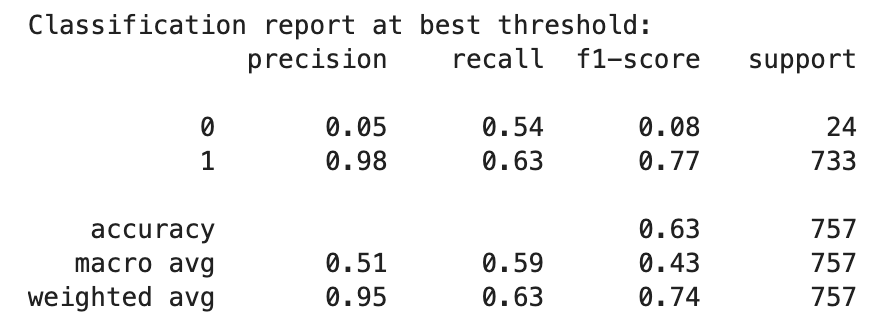 Classification report at best threshold:
precision recall f1-score support
0 0.05 0.54 0.08 24
1 0.98 0.63 0.77 733
accuracy 0.63 757
macro avg 0.51 0.59 0.43 757
weighted avg 0.95 0.63 0.74 757